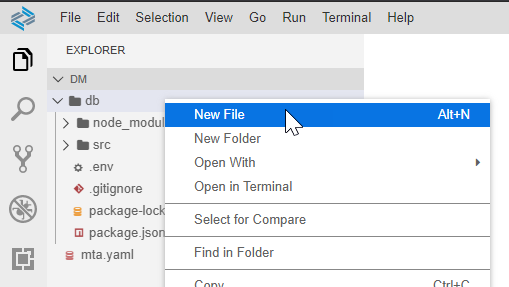 File Edit Selection View Go Run Terminal Help
EXPLORER
DM
db
New File Alt+N
node_modul
New Folder
src
Open With
.env
Open in Terminal
.gitignore
package-lock
Select for Compare
package.json
mta.yaml
Find in Folder
Copy Ctrl+C